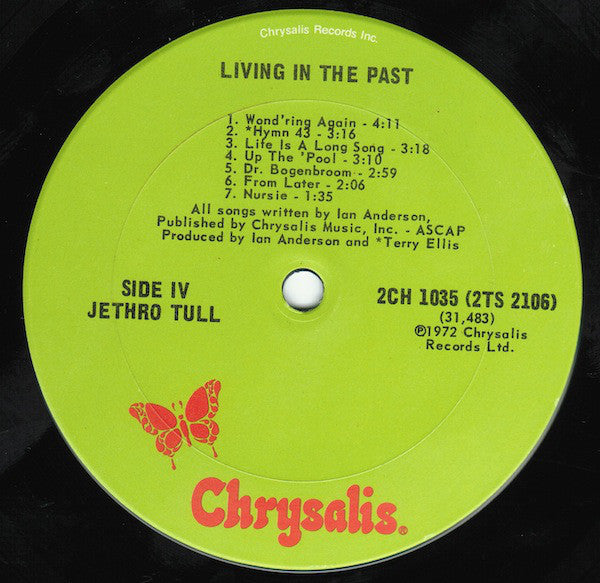 Chrysalis Records Inc.
LIVING IN THE PAST
1. Wond'ring Again - 4:11
2. *Hymn 43 - 3:16
3. Life Is A Long Song - 3:18
4. Up The 'Pool - 3:10
5. Dr. Bogenbroom - 2:59
6. From Later - 2:06
7. Nursie - 1:35
All songs written by Ian Anderson,
Published by Chrysalis Music, Inc. - ASCAP
Produced by Ian Anderson and *Terry Ellis
SIDE IV
JETHRO TULL
2CH 1035 (2TS 2106)
(31,483)
℗1972 Chrysalis
Records Ltd.
Chrysalis®